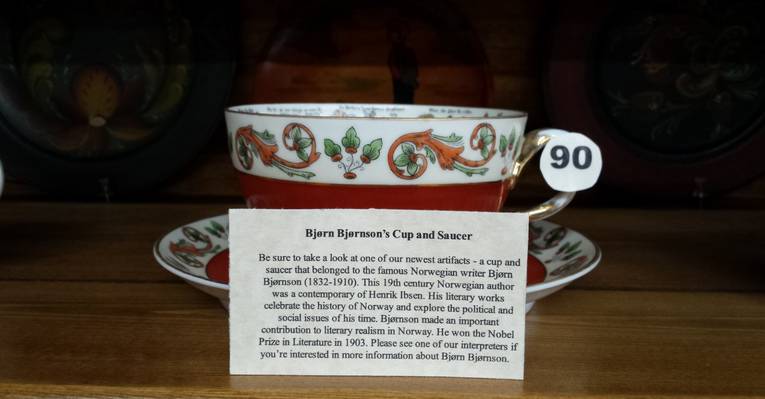 90
Bjørn Bjørnson's Cup and Saucer
Be sure to take a look at one of our newest artifacts - a cup and
saucer that belonged to the famous Norwegian writer Bjørn
Bjørnson (1832-1910). This 19th century Norwegian author
was a contemporary of Henrik Ibsen. His literary works
celebrate the history of Norway and explore the political and
social issues of his time. Bjørnson made an important
contribution to literary realism in Norway. He won the Nobel
Prize in Literature in 1903. Please see one of our interpreters if
you're interested in more information about Bjørn Bjørnson.